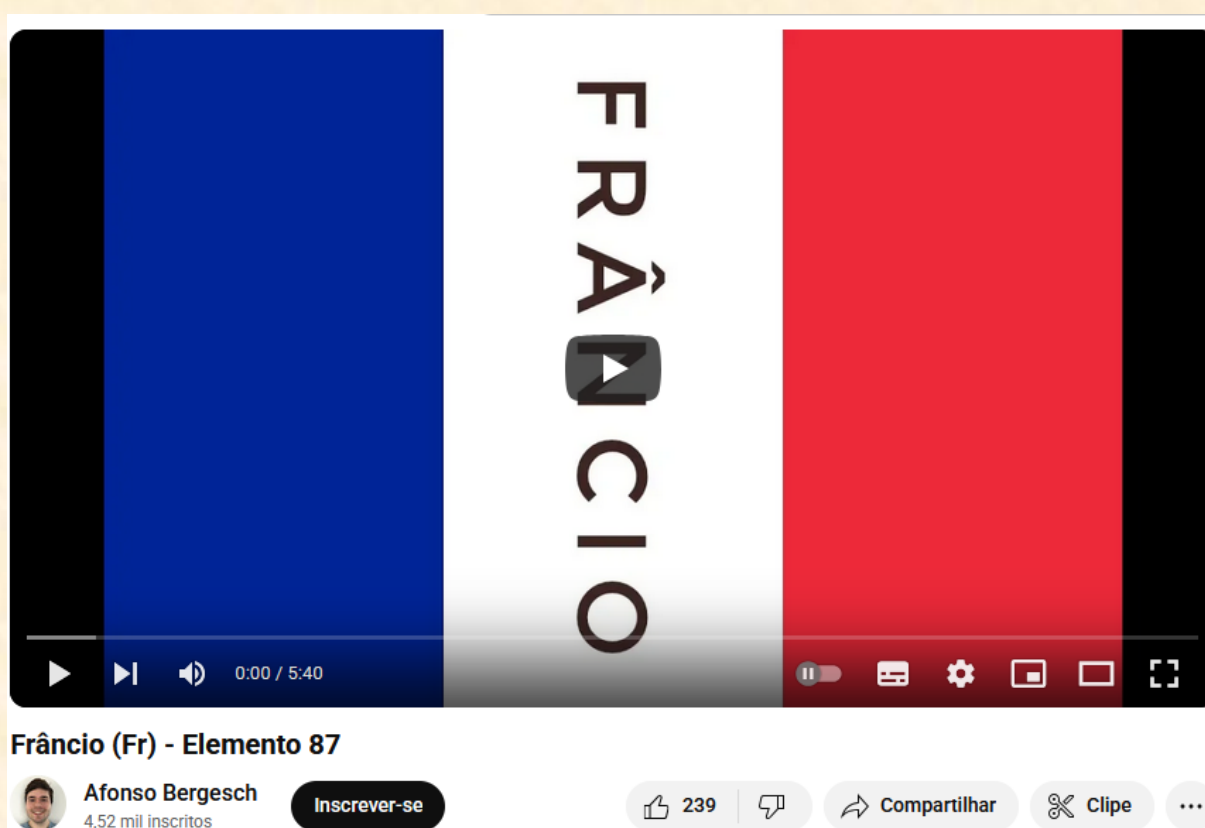 FRÂNCIO
0:00 / 5:40
Frâncio (Fr) - Elemento 87
Afonso Bergesch
4,52 mil inscritos
Inscrever-se
239
Compartilhar
Clipe